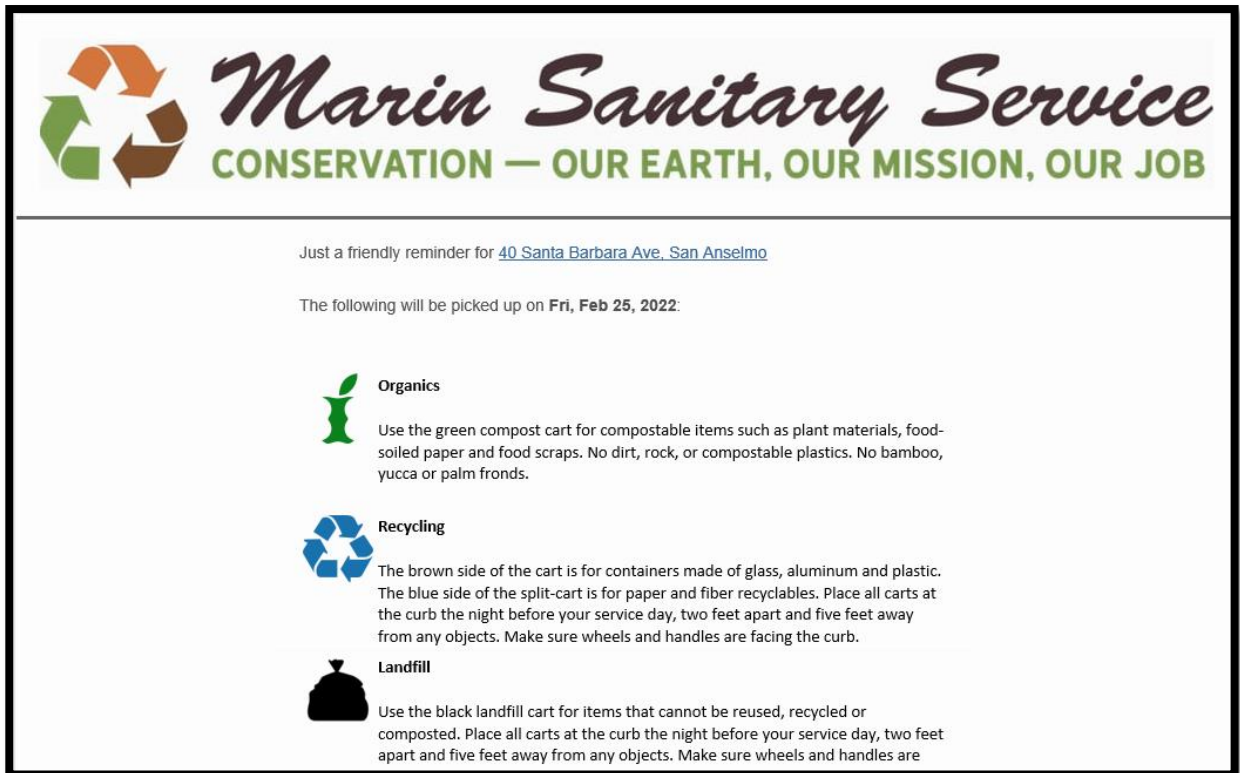 Marin Sanitary Service
CONSERVATION — OUR EARTH, OUR MISSION, OUR JOB
Just a friendly reminder for 40 Santa Barbara Ave, San Anselmo
The following will be picked up on Fri, Feb 25, 2022:
Organics
Use the green compost cart for compostable items such as plant materials, food-
soiled paper and food scraps. No dirt, rock, or compostable plastics. No bamboo,
yucca or palm fronds.
Recycling
The brown side of the cart is for containers made of glass, aluminum and plastic.
The blue side of the split-cart is for paper and fiber recyclables. Place all carts at
the curb the night before your service day, two feet apart and five feet away
from any objects. Make sure wheels and handles are facing the curb.
Landfill
Use the black landfill cart for items that cannot be reused, recycled or
composted. Place all carts at the curb the night before your service day, two feet
apart and five feet away from any objects. Make sure wheels and handles are